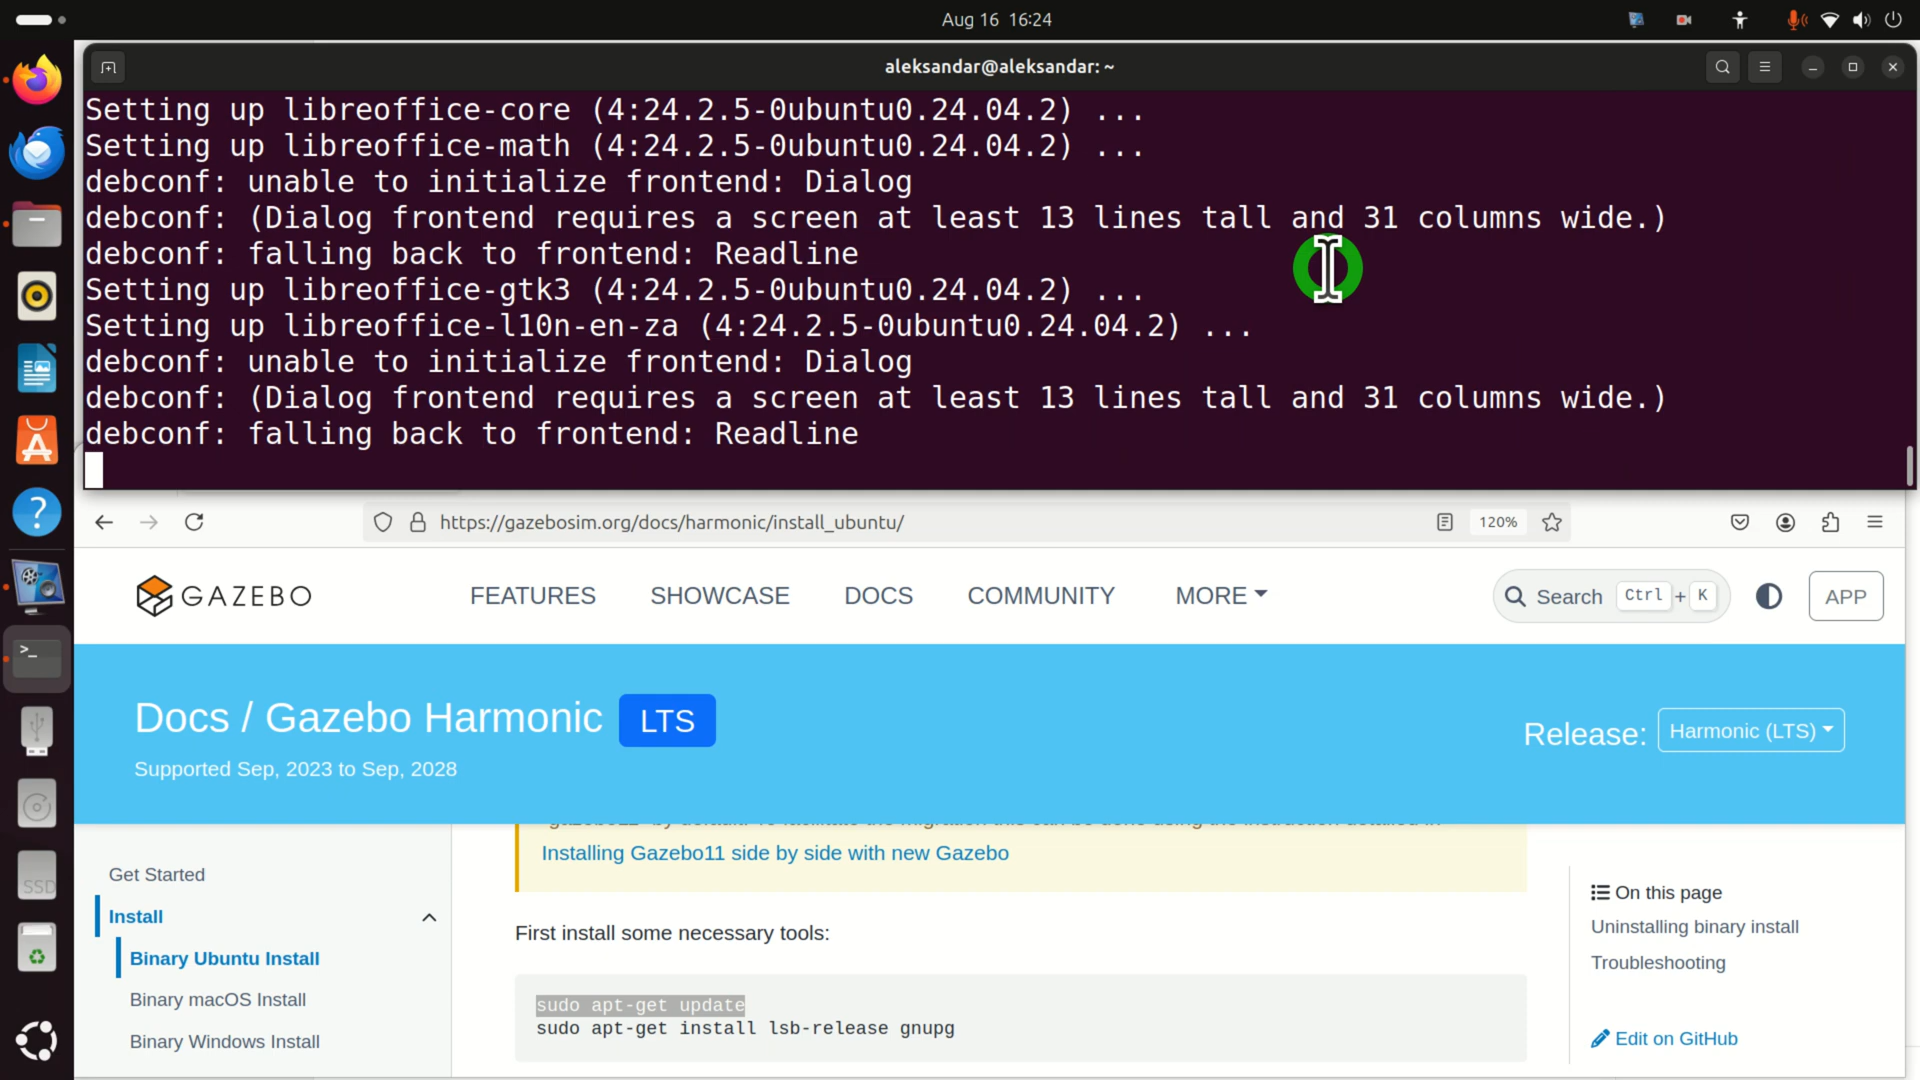 Aug 16 16:24
aleksandar@aleksandar: ~
Setting up libreoffice-core (4:24.2.5-0ubuntu0.24.04.2) ...
Setting up libreoffice-math (4:24.2.5-0ubuntu0.24.04.2) ...
debconf: unable to initialize frontend: Dialog
debconf: (Dialog frontend requires a screen at least 13 lines tall and 31 columns wide.)
debconf: falling back to frontend: Readline
Setting up libreoffice-gtk3 (4:24.2.5-0ubuntu0.24.04.2) ...
Setting up libreoffice-l10n-en-za (4:24.2.5-0ubuntu0.24.04.2) ...
debconf: unable to initialize frontend: Dialog
debconf: (Dialog frontend requires a screen at least 13 lines tall and 31 columns wide.)
debconf: falling back to frontend: Readline
https://gazebosim.org/docs/harmonic/install_ubuntu/
120%
GAZEBO
FEATURES
SHOWCASE
DOCS
COMMUNITY
MORE
Search Ctrl + K
APP
Docs / Gazebo Harmonic LTS
Supported Sep, 2023 to Sep, 2028
Release: Harmonic (LTS)
Installing Gazebo11 side by side with new Gazebo
First install some necessary tools:
sudo apt-get update
sudo apt-get install lsb-release gnupg
Get Started
Install
Binary Ubuntu Install
Binary macOS Install
Binary Windows Install
On this page
Uninstalling binary install
Troubleshooting
Edit on GitHub
SSD